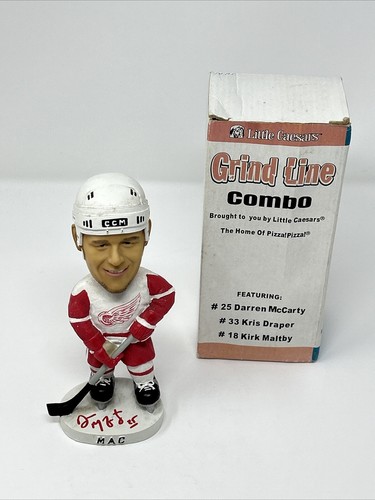 Little Caesars™
Grind Line
Combo
Brought to you by Little Caesars®
The Home Of Pizza!Pizza!®
FEATURING:
# 25 Darren McCarty
# 33 Kris Draper
# 18 Kirk Maltby
CCM
MAC